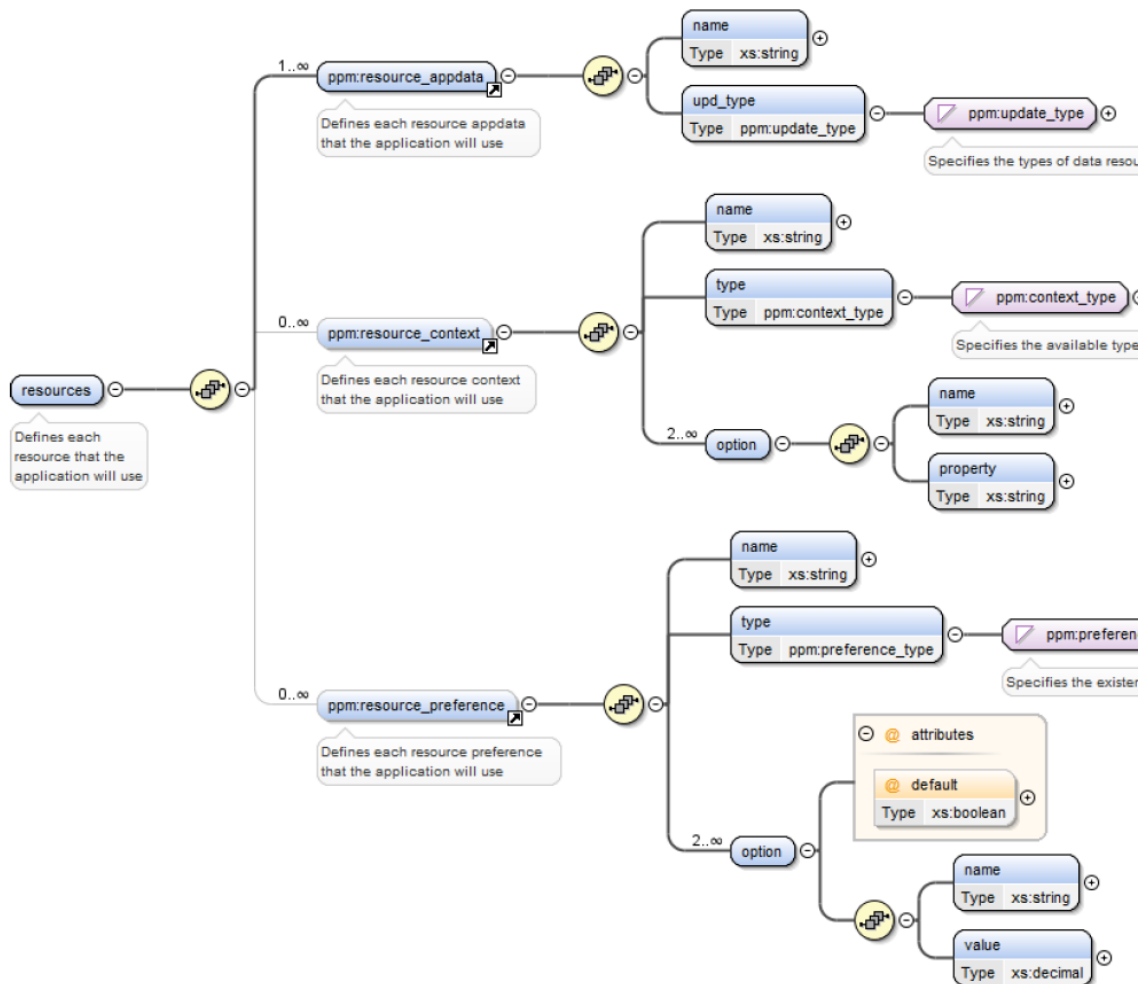 resources
Defines each
resource that the
application will use
1..∞
ppm:resource_appdata
Defines each resource appdata
that the application will use
name
Type xs:string
upd_type
Type ppm:update_type
ppm:update_type
Specifies the types of data
0..∞
ppm:resource_context
Defines each resource context
that the application will use
name
Type xs:string
type
Type ppm:context_type
ppm:context_type
Specifies the available type
2..∞
option
name
Type xs:string
property
Type xs:string
0..∞
ppm:resource_preference
Defines each resource preference
that the application will use
name
Type xs:string
type
Type ppm:preference_type
Specifies the
2..∞
option
@ attributes
@ default
Type xs:boolean
name
Type xs:string
value
Type xs:decimal